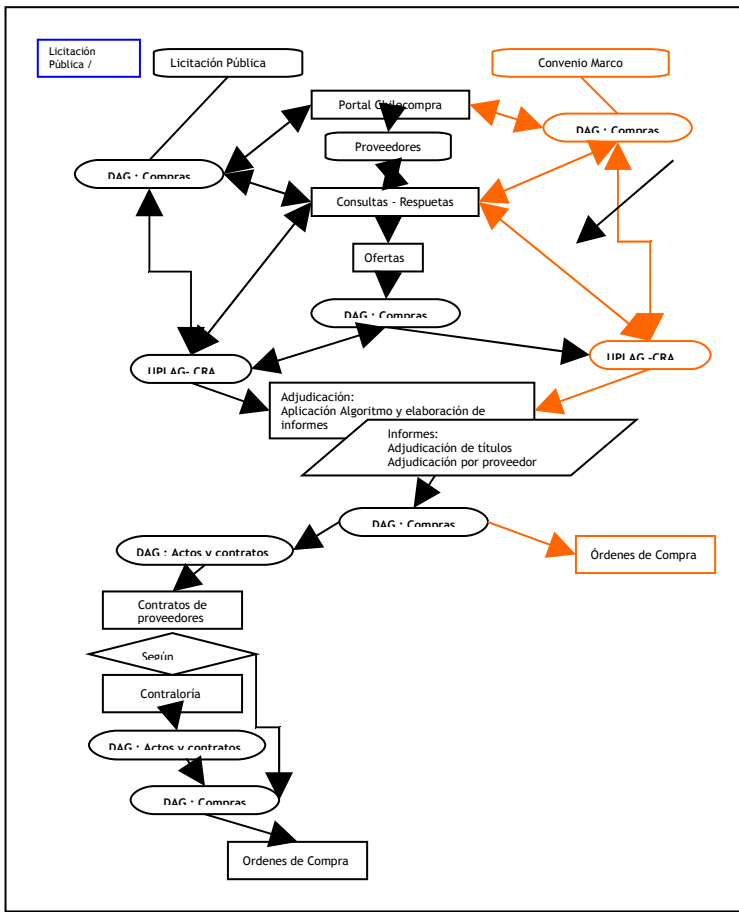 Licitación
Pública /
Licitación Pública
Convenio Marco
Portal Chilecompra
DAG : Compras
Proveedores
DAG : Compras
Consultas - Respuetas
Ofertas
DAG : Compras
UPLAG- CRA
UPLAG -CRA
Adjudicación:
Aplicación Algoritmo y elaboración de
informes
Informes:
Adjudicación de títulos
Adjudicación por proveedor
DAG : Compras
DAG : Actos y contratos
Órdenes de Compra
Contratos de
proveedores
Según
Contraloría
DAG : Actos y contratos
DAG : Compras
Ordenes de Compra